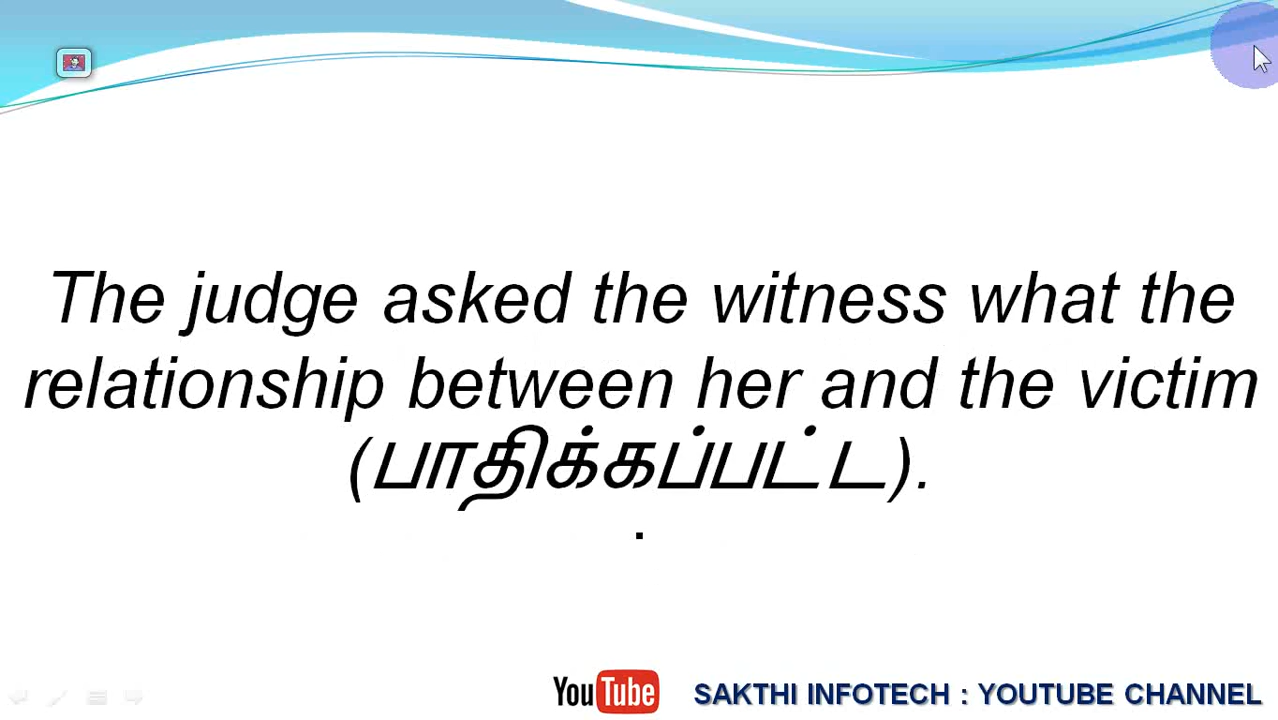 The judge asked the witness what the
relationship between her and the victim
(பாதிக்கப்பட்ட).
.
YouTube SAKTHI INFOTECH : YOUTUBE CHANNEL